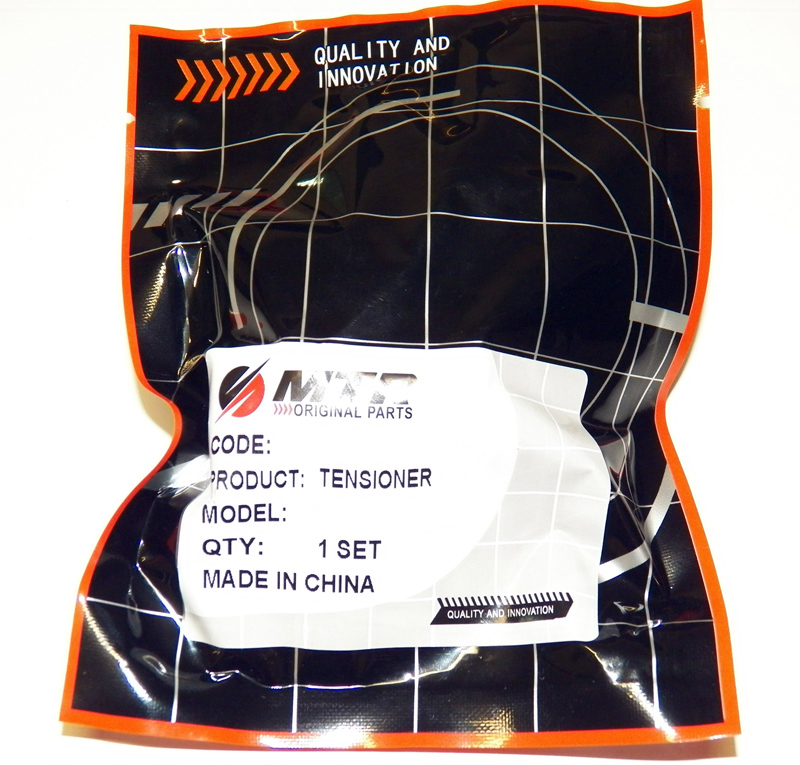 QUALITY AND
INNOVATION
ORIGINAL PARTS
CODE:
PRODUCT: TENSIONER
MODEL:
QTY: 1 SET
MADE IN CHINA
QUALITY AND INNOVATION